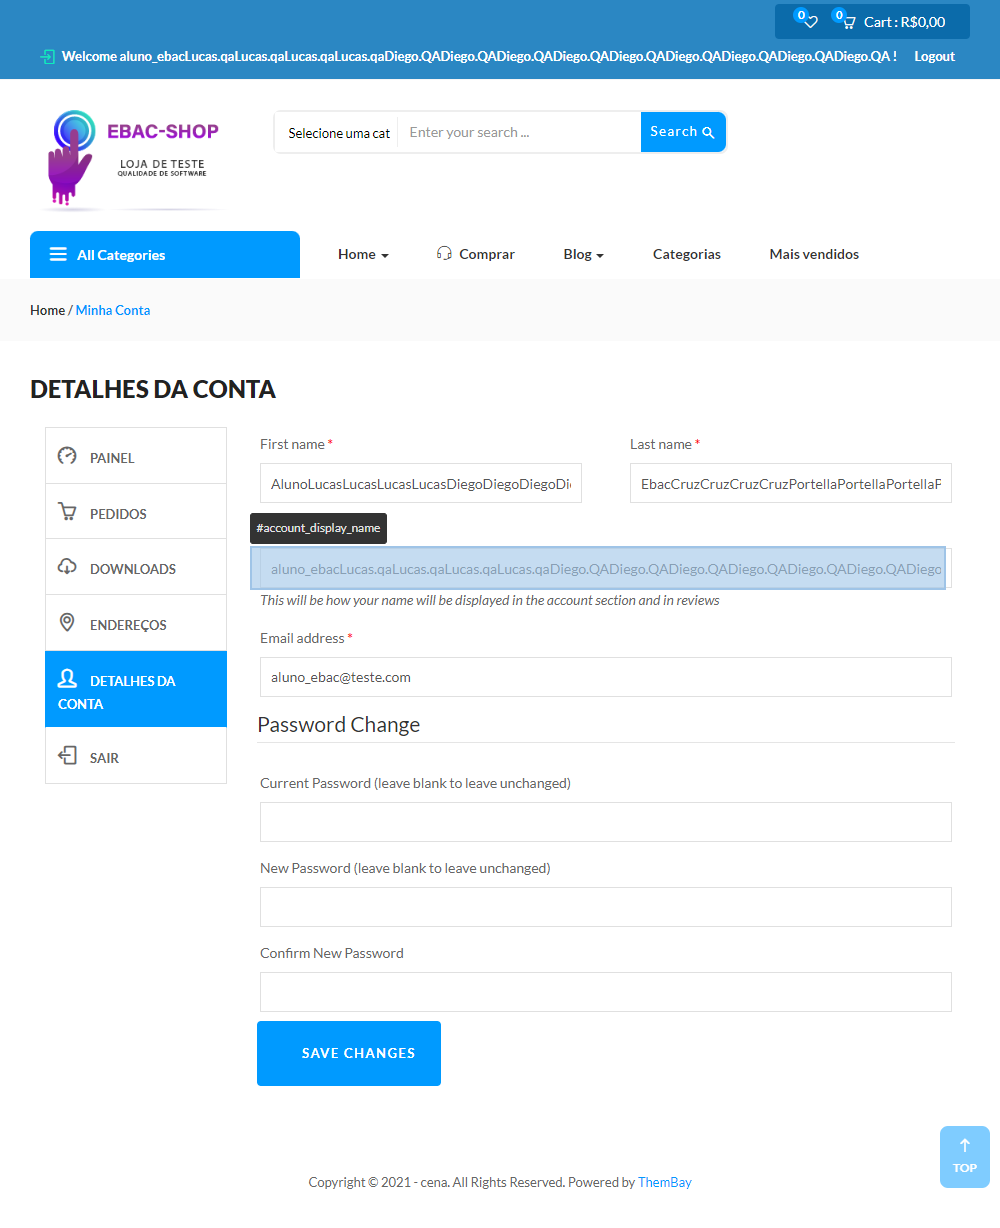 0
0
Cart : R$0,00
Welcome aluno_ebacLucas.qaLucas.qaLucas.qaLucas.qaDiego.QADiego.QADiego.QADiego.QADiego.QADiego.QADiego.QADiego.QADiego.QA !
Logout
EBAC-SHOP
LOJA DE TESTE
QUALIDADE DE SOFTWARE
Selecione uma cat
Enter your search ...
Search
All Categories
Home
Comprar
Blog
Categorias
Mais vendidos
Home / Minha Conta
DETALHES DA CONTA
PAINEL
PEDIDOS
DOWNLOADS
ENDEREÇOS
DETALHES DA
CONTA
SAIR
First name *
Last name *
AlunoLucasLucasLucasLucasDiegoDiegoDiegoDi
EbacCruzCruzCruzCruzPortellaPortellaPortellaP
#account_display_name
aluno_ebacLucas.qaLucas.qaLucas.qaLucas.qaDiego.QADiego.QADiego.QADiego.QADiego.QADiego.QADiego
This will be how your name will be displayed in the account section and in reviews
Email address *
aluno_ebac@teste.com
Password Change
Current Password (leave blank to leave unchanged)
New Password (leave blank to leave unchanged)
Confirm New Password
SAVE CHANGES
TOP
Copyright © 2021 - cena. All Rights Reserved. Powered by ThemBay